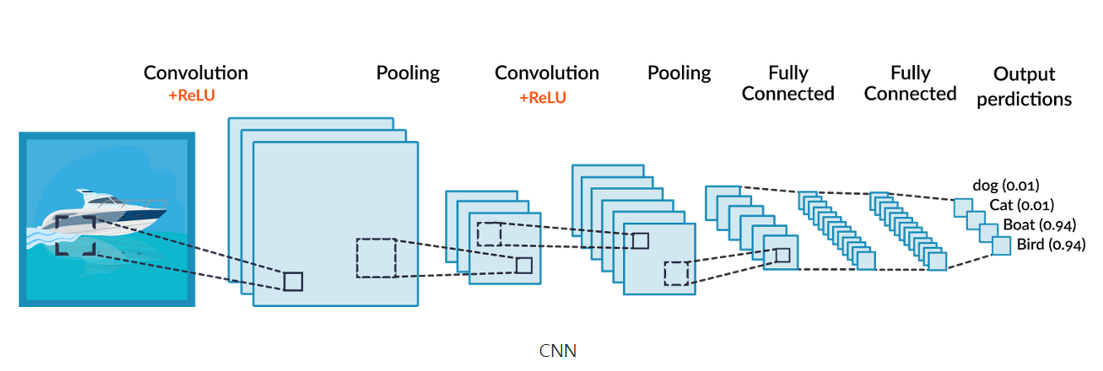 Convolution
+ReLU
Pooling
Convolution
+ReLU
Pooling
Fully
Connected
Fully
Connected
Output
perdictions
dog (0.01)
Cat (0.01)
Boat (0.94)
Bird (0.94)
CNN